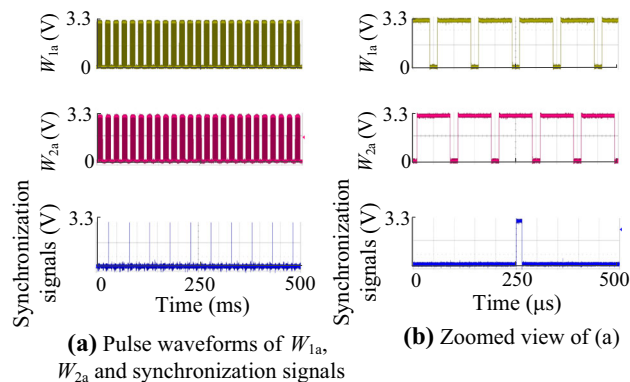 W1a (V)
3.3
0
W2a (V)
3.3
0
Synchronization
signals (V)
3.3
0 250 500
Time (ms)
(a) Pulse waveforms of W1a,
W2a and synchronization signals
W1a (V)
3.3
0
W2a (V)
3.3
0
Synchronization
signals (V)
3.3
0 250 500
Time (μs)
(b) Zoomed view of (a)